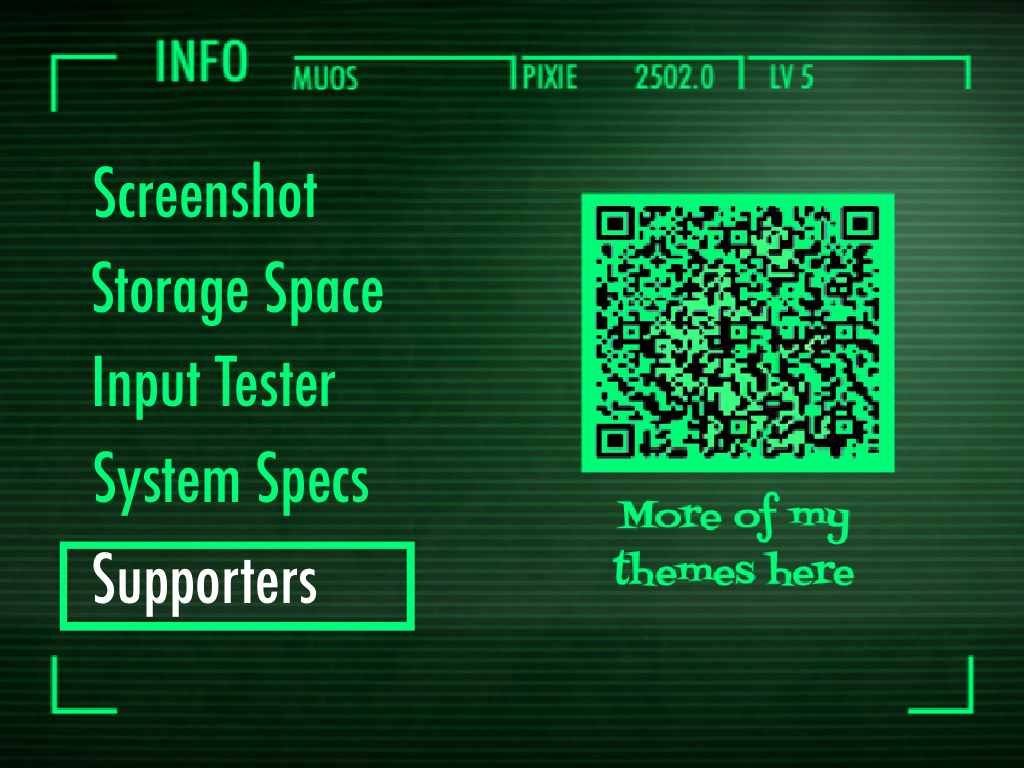 INFO
MUOS PIXIE 2502.0 LV 5
Screenshot
Storage Space
Input Tester
System Specs
Supporters
More of my
themes here